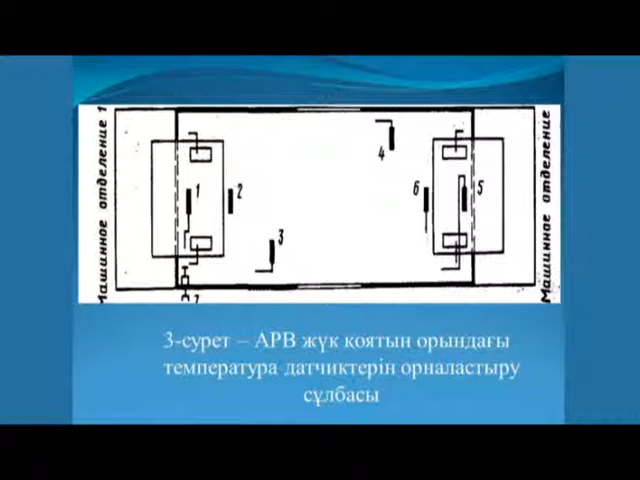 Машинное отделение 1
1
2
3
4
6
5
7
Машинное отделение
3-сурет – АРВ жүк қоятын орындағы
температура датчиктерін орналастыру
сұлбасы